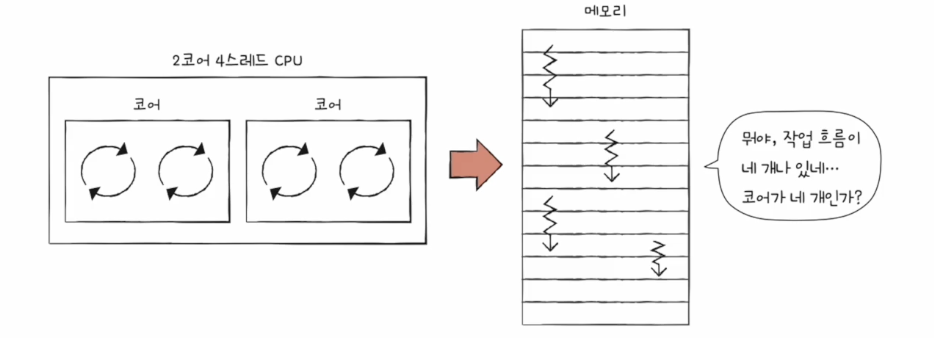 메모리
2코어 4스레드 CPU
코어
코어
뭐야, 작업 흐름이
네 개나 있네…
코어가 네 개인가?